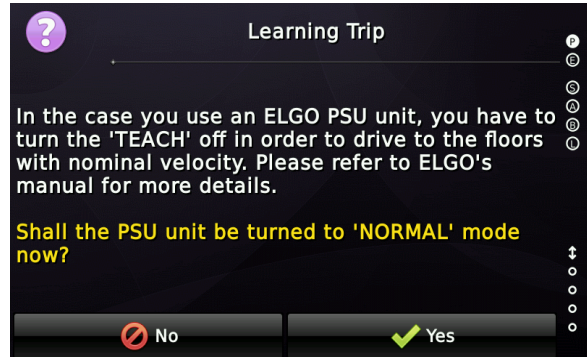 Learning Trip
P
E
S
A
B
L
In the case you use an ELGO PSU unit, you have to
turn the 'TEACH' off in order to drive to the floors
with nominal velocity. Please refer to ELGO's
manual for more details.
Shall the PSU unit be turned to 'NORMAL' mode
now?
No
Yes